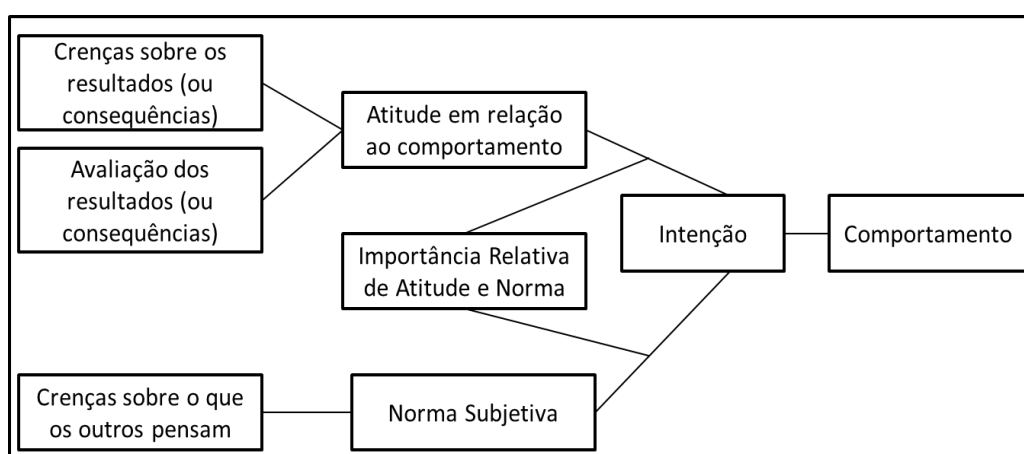 Crenças sobre os
resultados (ou
consequências)
Avaliação dos
resultados (ou
consequências)
Atitude em relação
ao comportamento
Importância Relativa
de Atitude e Norma
Intenção
Comportamento
Crenças sobre o que
os outros pensam
Norma Subjetiva